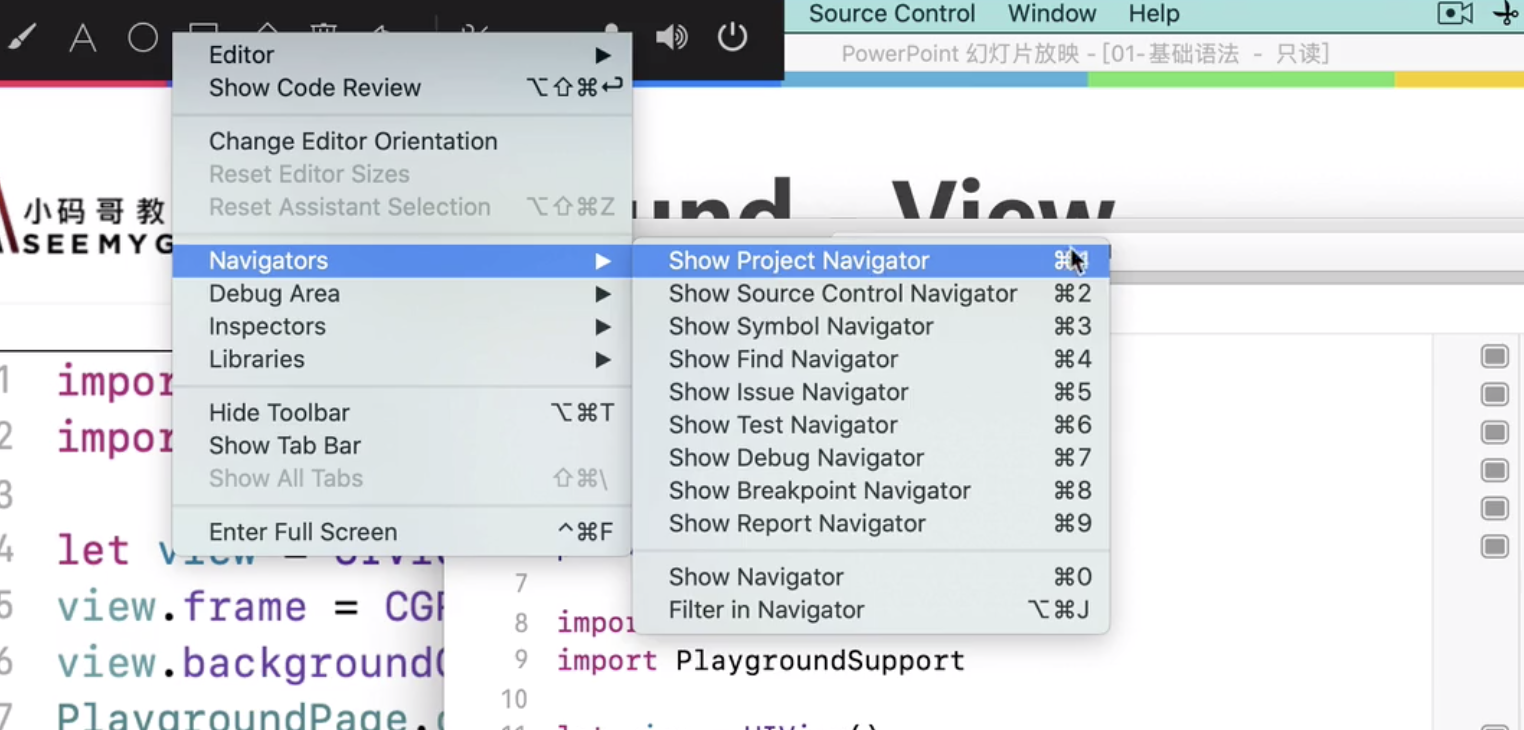 Source Control Window Help
PowerPoint 幻灯片放映 - [01-基础语法 - 只读]
Editor ▶
Show Code Review ⌥⇧⌘↩
Change Editor Orientation
Reset Editor Sizes
Reset Assistant Selection ⌥⇧⌘Z
小码哥教
SEEMYG
View
Navigators ▶
Debug Area ▶
Inspectors ▶
Libraries ▶
Hide Toolbar ⌥⌘T
Show Tab Bar
Show All Tabs ⇧⌘\
Enter Full Screen ^⌘F
Show Project Navigator
Show Source Control Navigator ⌘2
Show Symbol Navigator ⌘3
Show Find Navigator ⌘4
Show Issue Navigator ⌘5
Show Test Navigator ⌘6
Show Debug Navigator ⌘7
Show Breakpoint Navigator ⌘8
Show Report Navigator ⌘9
Show Navigator ⌘0
Filter in Navigator ⌥⌘J
1 impor
2 impor
3
4 let view =
5 view.frame = CG
6 view.background
7 PlaygroundPage.
7
8 impor
9 import PlaygroundSupport
10